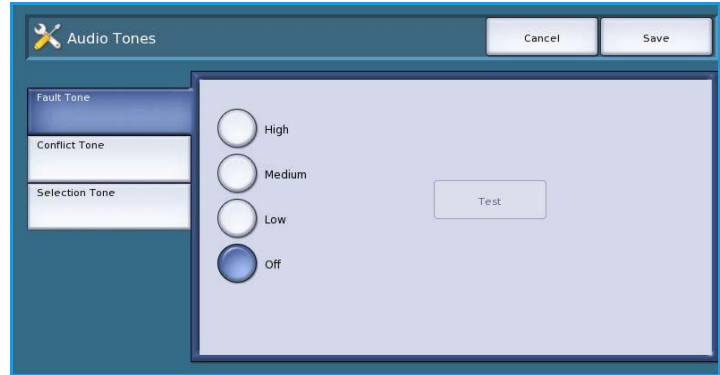 Audio Tones
Cancel
Save
Fault Tone
Conflict Tone
Selection Tone
High
Medium
Low
Off
Test